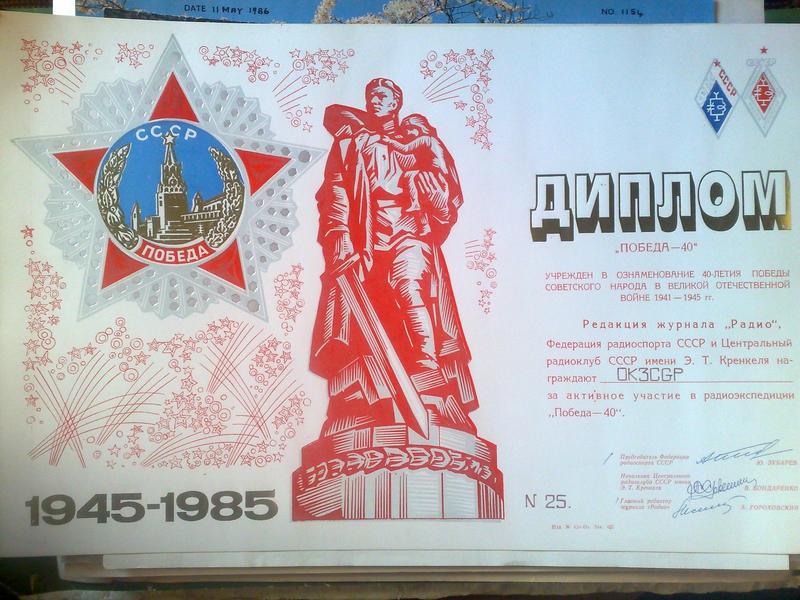 DATE 11 MAY 1986
NO. 1154
СССР
ПОБЕДА
1945-1985
СССР
ДИПЛОМ
„ПОБЕДА—40"
УЧРЕЖДЕН В ОЗНАМЕНОВАНИЕ 40-ЛЕТИЯ ПОБЕДЫ
СОВЕТСКОГО НАРОДА В ВЕЛИКОЙ ОТЕЧЕСТВЕННОЙ
ВОЙНЕ 1941—1945 гг.
Редакция журнала „Радио",
Федерация радиоспорта СССР и Центральный
радиоклуб СССР имени Э. Т. Кренкеля на-
граждают OK3CGP
за активное участие в радиоэкспедиции
„Победа—40".
Председатель Федерации
радиоспорта СССР
Ю. ЗУБАРЕВ
Начальник Центрального
радиоклуба СССР имени
Э. Т. Кренкеля
В. БОНДАРЕНКО
Главный редактор
журнала «Радио»
А. ГОРОХОВСКИЙ
N 25.